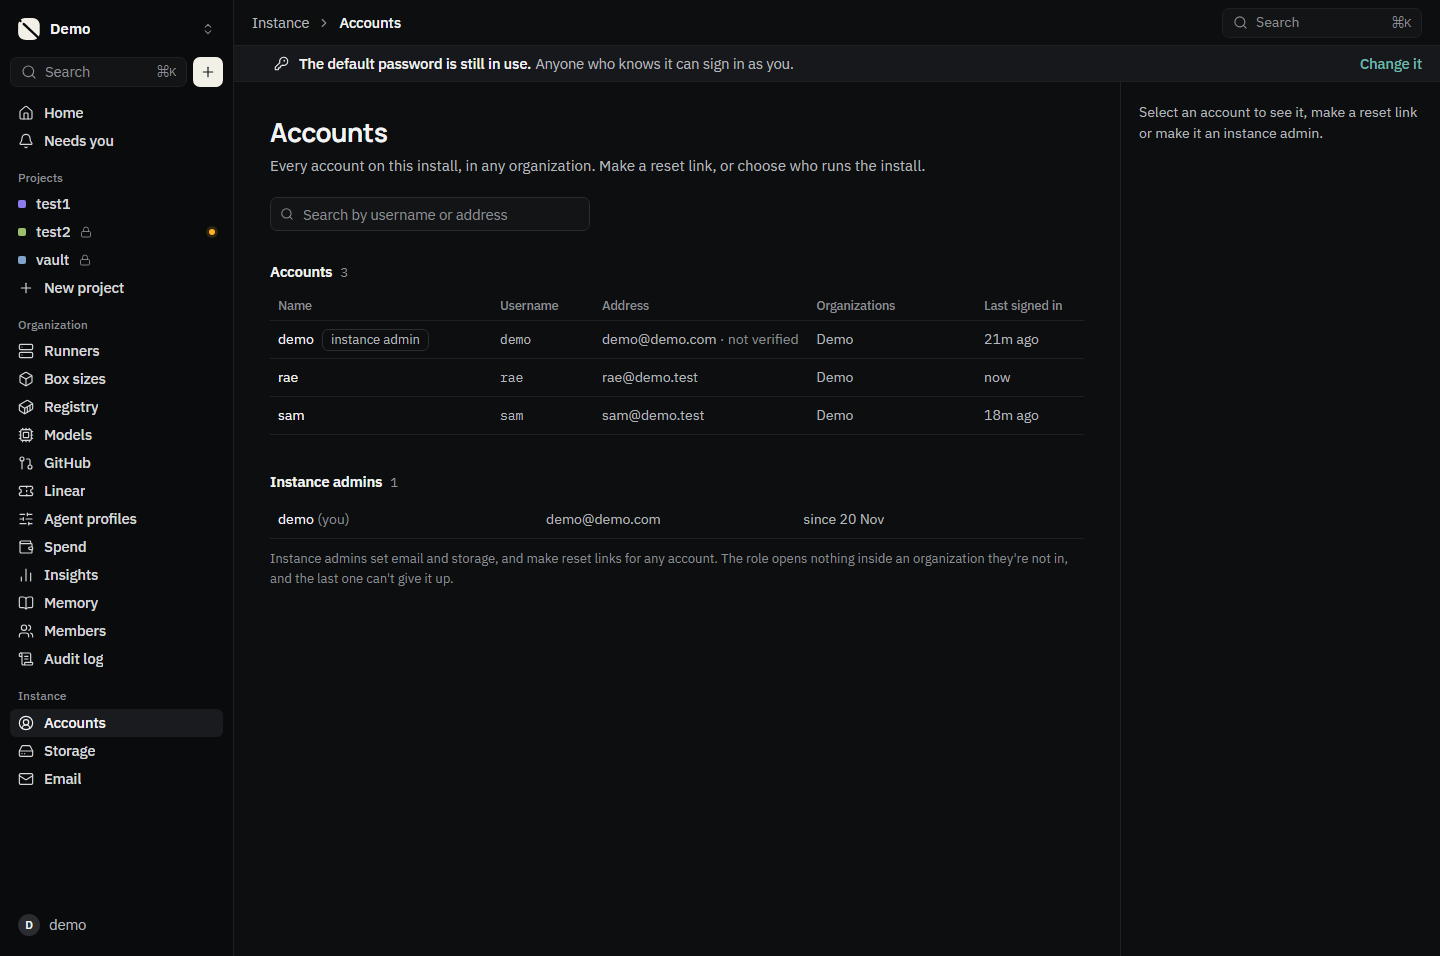 Demo
Search ⌘K
Home
Needs you
Projects
test1
test2
vault
New project
Organization
Runners
Box sizes
Registry
Models
GitHub
Linear
Agent profiles
Spend
Insights
Memory
Members
Audit log
Instance
Accounts
Storage
Email
D demo
Instance > Accounts
Search ⌘K
The default password is still in use. Anyone who knows it can sign in as you. Change it
Accounts
Every account on this install, in any organization. Make a reset link, or choose who runs the install.
Search by username or address
Accounts 3
Name Username Address Organizations Last signed in
demo instance admin demo demo@demo.com · not verified Demo 21m ago
rae rae rae@demo.test Demo now
sam sam sam@demo.test Demo 18m ago
Instance admins 1
demo (you) demo@demo.com since 20 Nov
Instance admins set email and storage, and make reset links for any account. The role opens nothing inside an organization they're not in,
and the last one can't give it up.
Select an account to see it, make a reset link
or make it an instance admin.